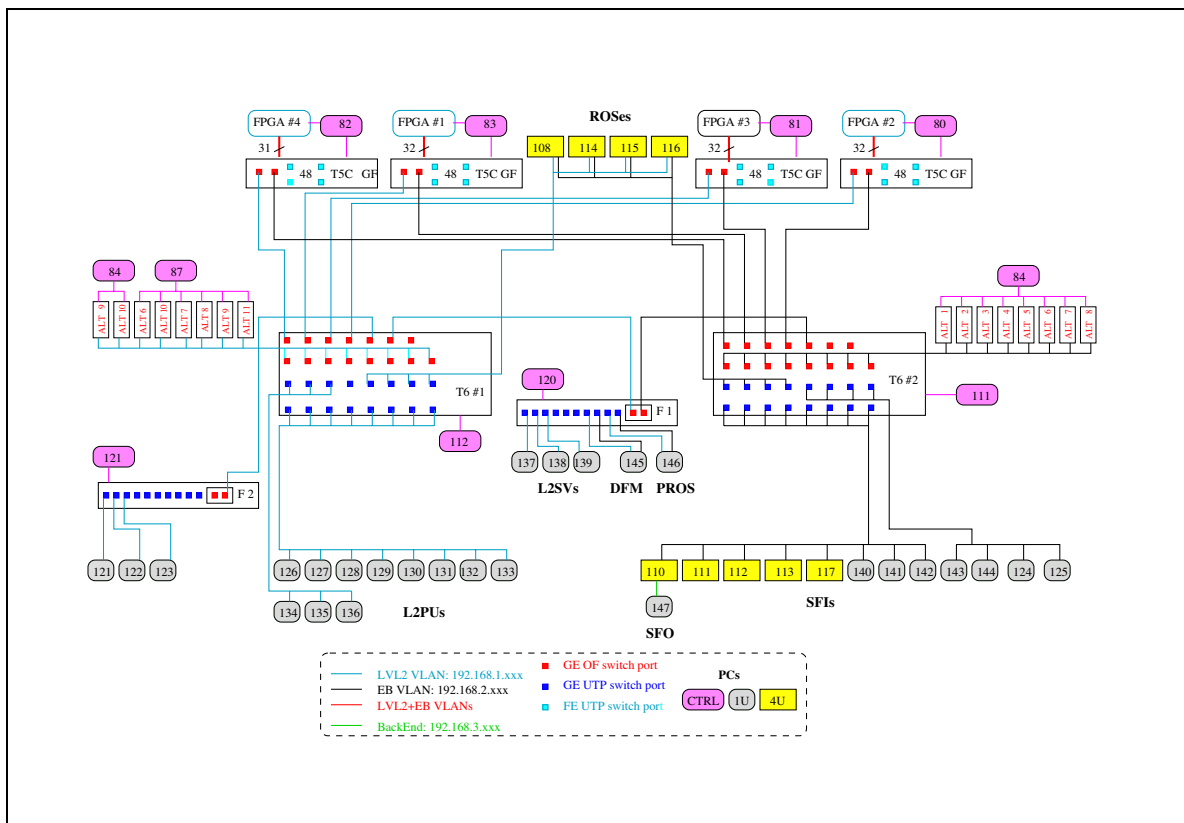 FPGA #4
82
FPGA #1
83
ROSes
FPGA #3
81
FPGA #2
80
31
32
108
114
115
116
32
32
48
T5C GF
48
T5C GF
48
T5C GF
48
T5C GF
84
87
84
ALT 9
ALT 10
ALT 6
ALT 10
ALT 7
ALT 8
ALT 9
ALT 11
ALT 1
ALT 2
ALT 3
ALT 4
ALT 5
ALT 6
ALT 7
ALT 8
T6 #1
120
T6 #2
111
F 1
112
121
137
138
139
145
146
L2SVs
DFM
PROS
F 2
121
122
123
126
127
128
129
130
131
132
133
110
111
112
113
117
140
141
142
143
144
124
125
134
135
136
L2PUs
147
SFIs
SFO
LVL2 VLAN: 192.168.1.xxx
EB VLAN: 192.168.2.xxx
LVL2+EB VLANs
BackEnd: 192.168.3.xxx
GE OF switch port
GE UTP switch port
FE UTP switch port
PCs
CTRL
1U
4U